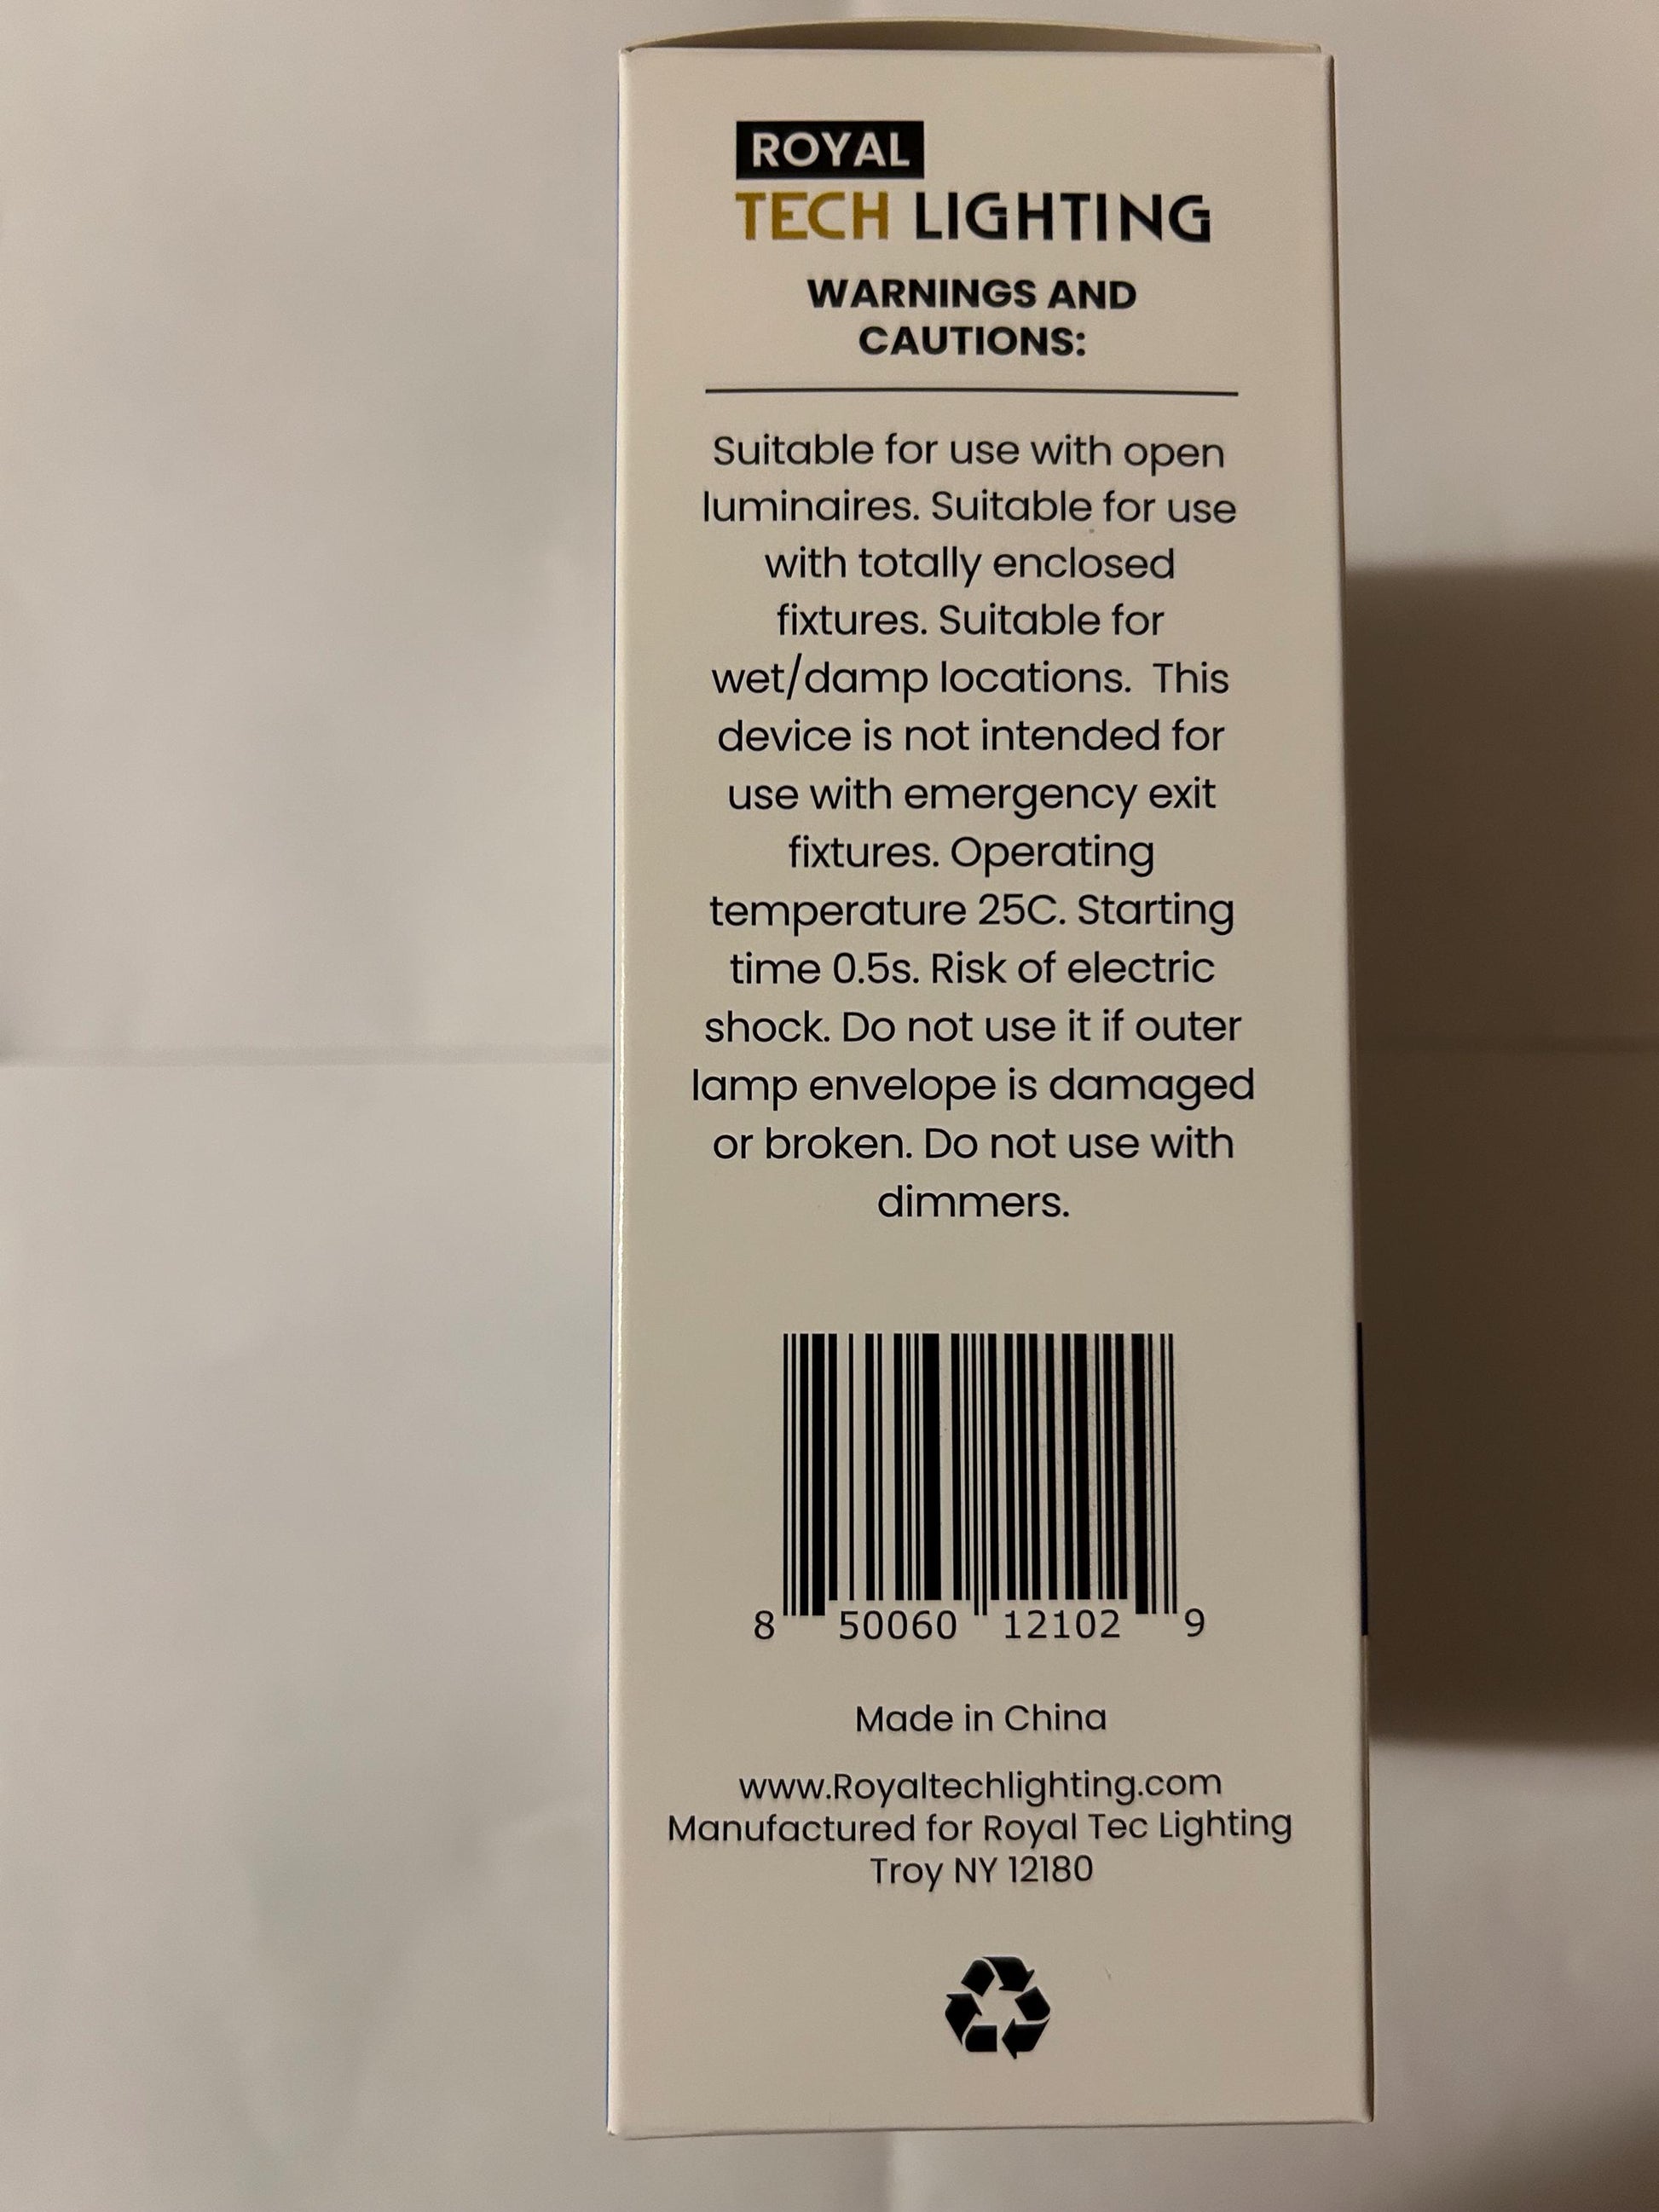 ROYAL
TECH LIGHTING
WARNINGS AND
CAUTIONS:
Suitable for use with open
luminaires. Suitable for use
with totally enclosed
fixtures. Suitable for
wet/damp locations.  This
device is not intended for
use with emergency exit
fixtures. Operating
temperature 25C. Starting
time 0.5s. Risk of electric
shock. Do not use it if outer
lamp envelope is damaged
or broken. Do not use with
dimmers.
8 50060 12102 9
Made in China
www.Royaltechlighting.com
Manufactured for Royal Tec Lighting
Troy NY 12180